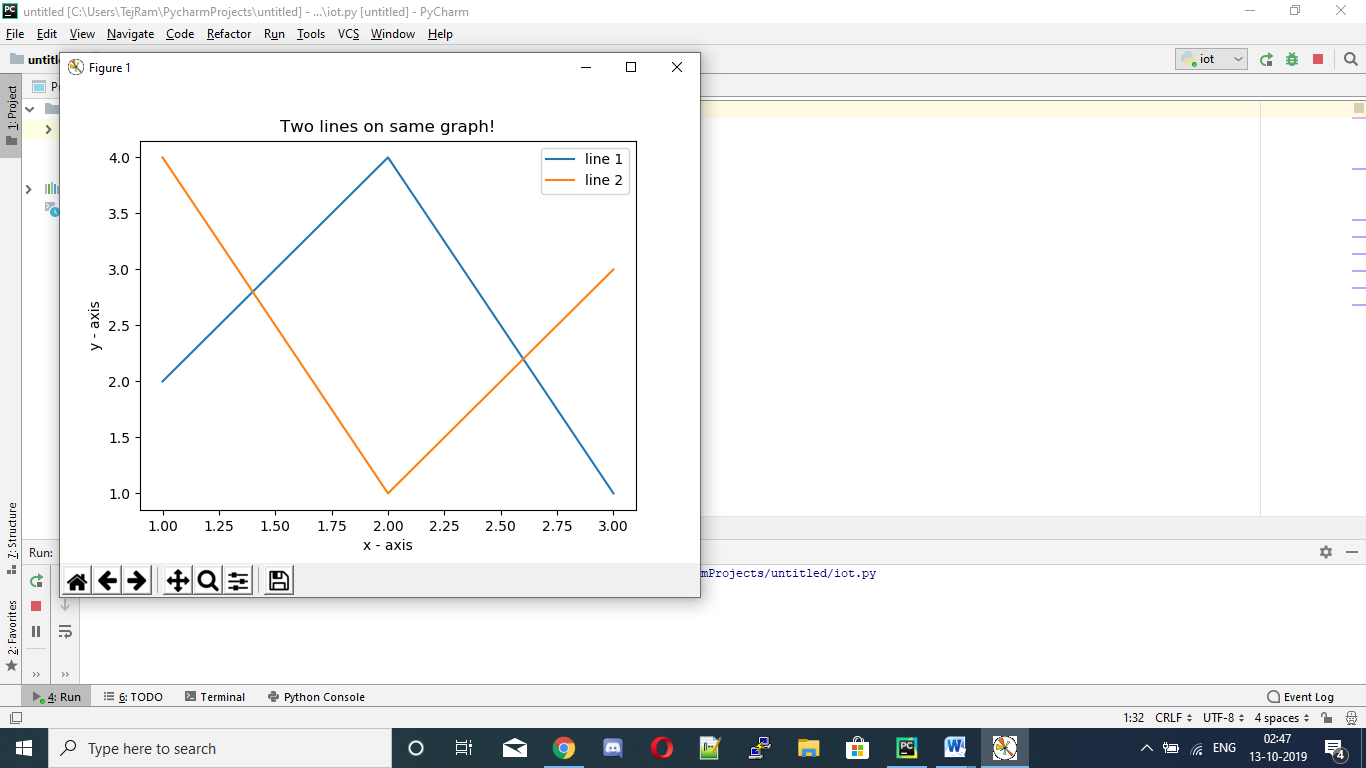 untitled [C:\Users\TejRam\PycharmProjects\untitled] - ...\iot.py [untitled] - PyCharm
File Edit View Navigate Code Refactor Run Tools VCS Window Help
iot
Figure 1
1: Project
Two lines on same graph!
line 1
line 2
4.0
3.5
3.0
2.5
2.0
1.5
1.0
y - axis
1.00 1.25 1.50 1.75 2.00 2.25 2.50 2.75 3.00
x - axis
7: Structure
2: Favorites
Run:
mProjects/untitled/iot.py
4: Run 6: TODO Terminal Python Console Event Log
1:32 CRLF UTF-8 4 spaces
Type here to search
ENG
02:47
13-10-2019
4